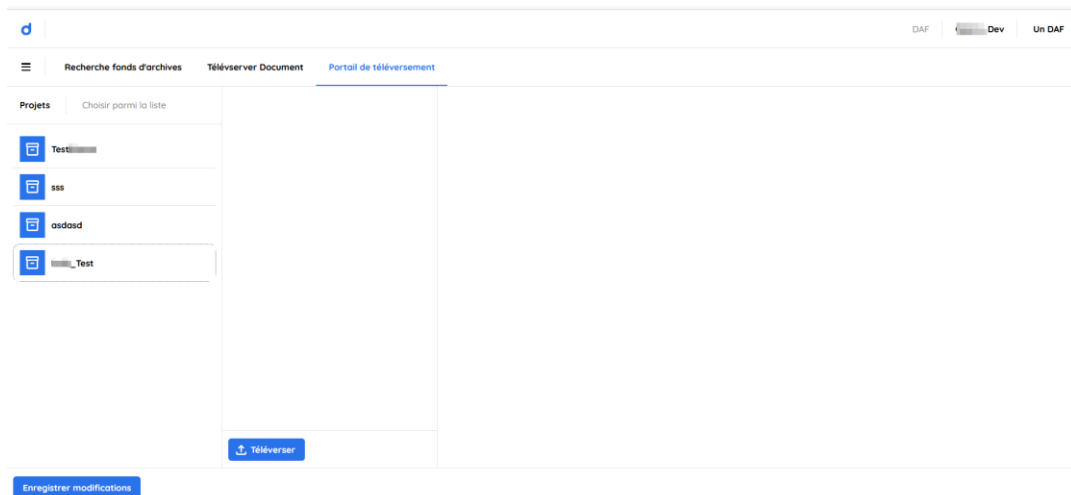 d
DAF
Dev
Un DAF
Recherche fonds d'archives
Télévserver Document
Portail de téléversement
Projets
Choisir parmi la liste
Test
sss
asdasd
_Test
Téléverser
Enregistrer modifications